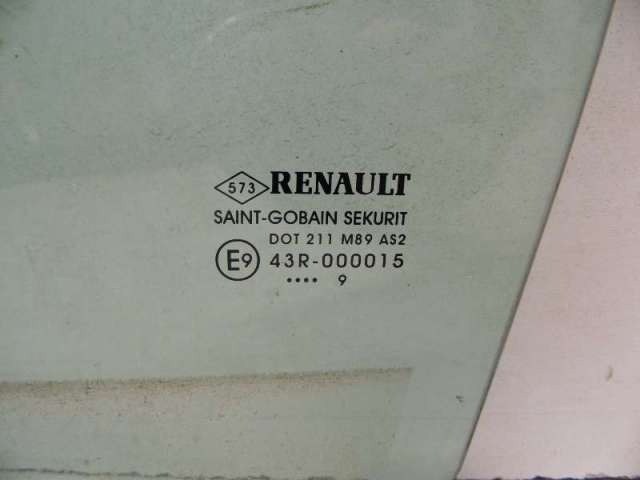 573 RENAULT
SAINT-GOBAIN SEKURIT
DOT 211 M89 AS2
E9 43R-000015
•••• 9